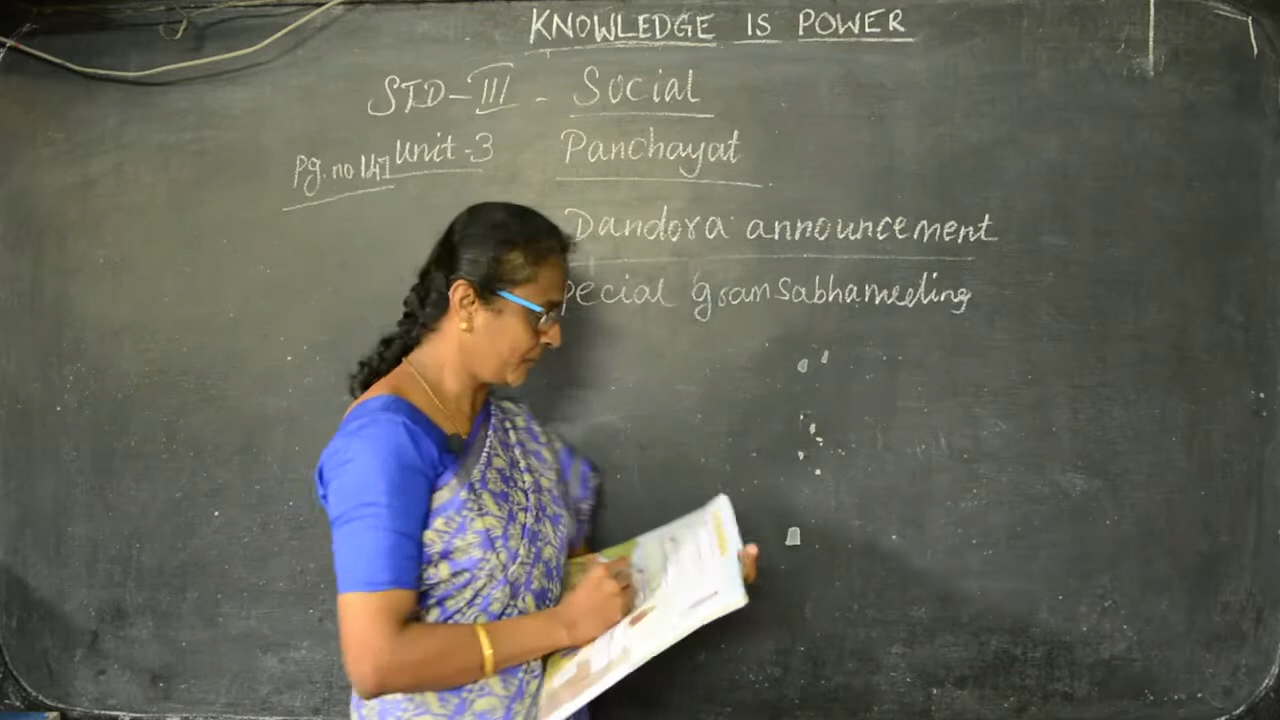 KNOWLEDGE IS POWER
STD-III - Social
Pg.no 147 Unit-3 Panchayat
Dandora announcement
pecial Gramsabhameeting